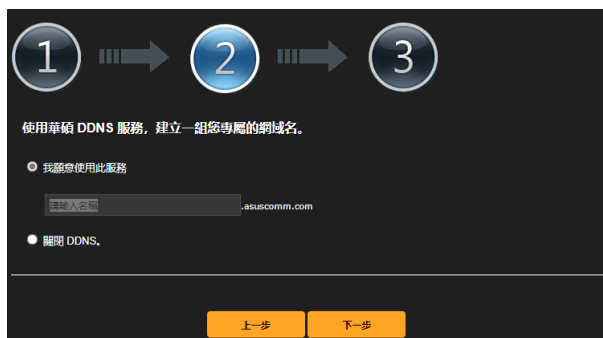 1
2
3
使用華碩 DDNS 服務，建立一組您專屬的網域名。
我願意使用此服務
請輸入名稱
.asuscomm.com
關閉 DDNS。
上一步
下一步